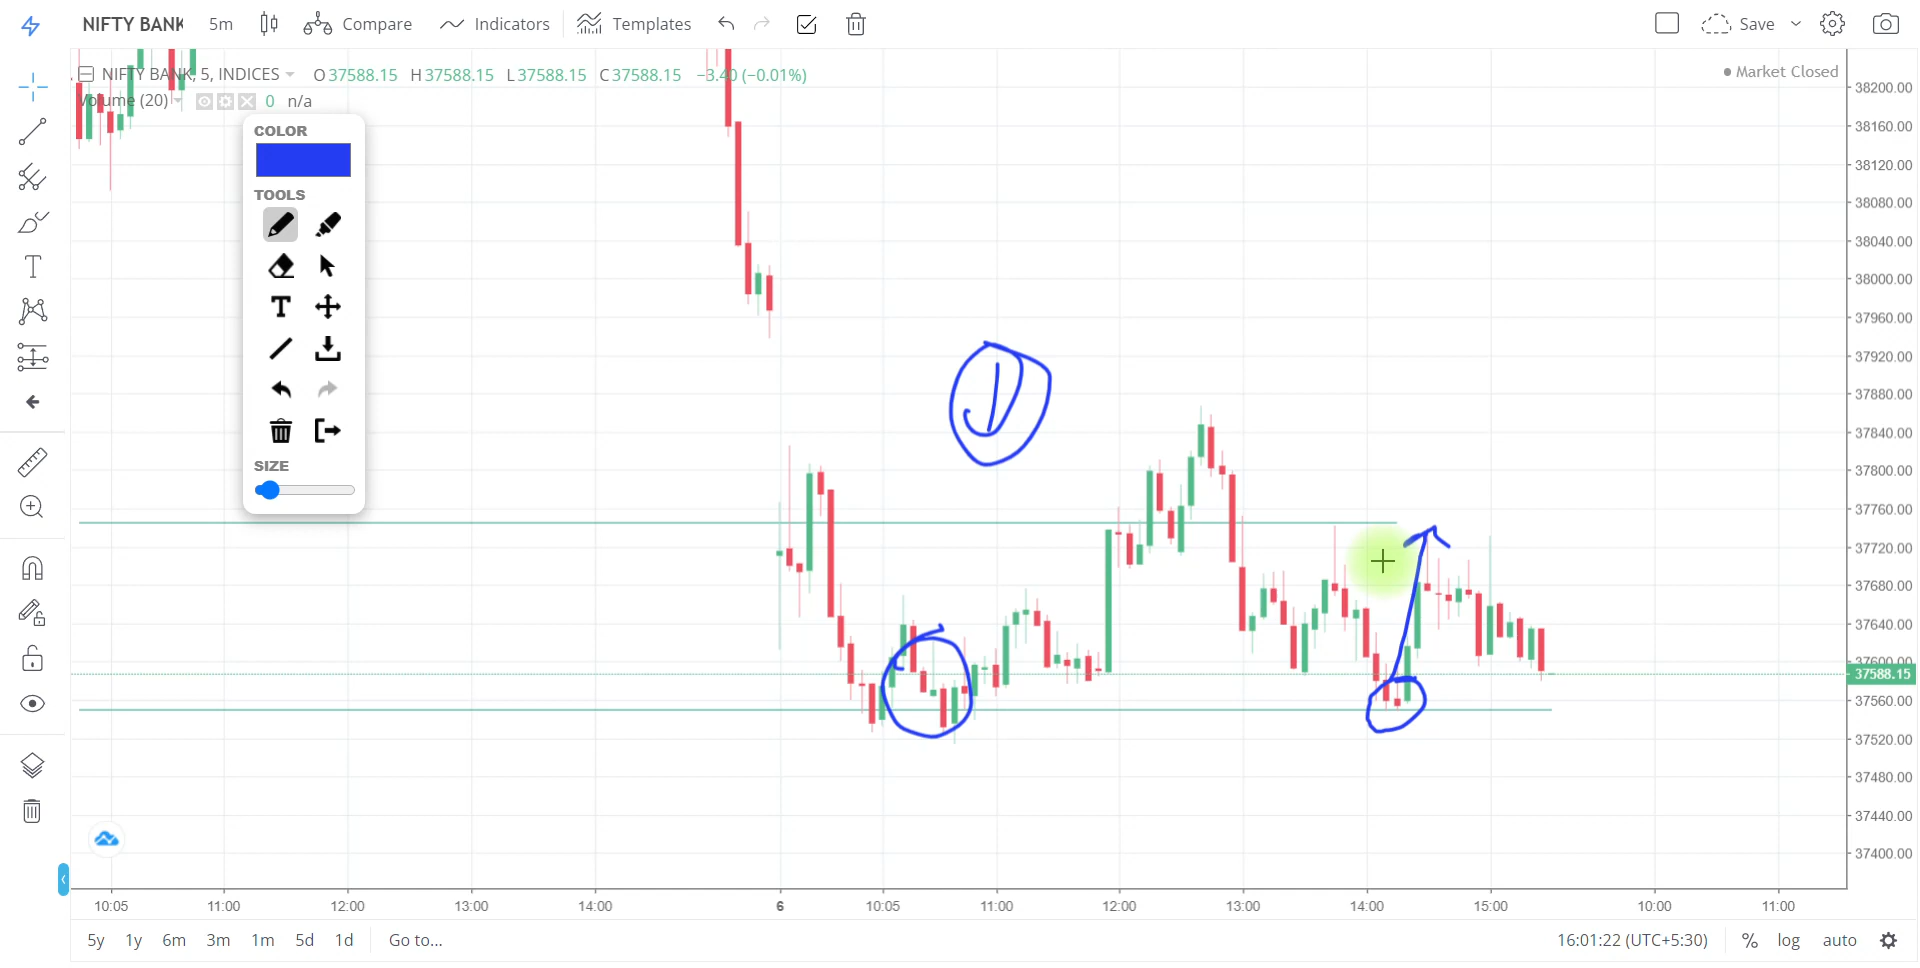 NIFTY BANK 5m Compare Indicators Templates Save
NIFTY BANK, 5, INDICES O37588.15 H37588.15 L37588.15 C37588.15 −3.40 (−0.01%)
Market Closed
Volume (20) 0 n/a
COLOR
TOOLS
T
T
SIZE
D
38200.00
38160.00
38120.00
38080.00
38040.00
38000.00
37960.00
37920.00
37880.00
37840.00
37800.00
37760.00
37720.00
37680.00
37640.00
37600.00
37588.15
37560.00
37520.00
37480.00
37440.00
37400.00
10:05 11:00 12:00 13:00 14:00 6 10:05 11:00 12:00 13:00 14:00 15:00 10:00 11:00
5y 1y 6m 3m 1m 5d 1d Go to... 16:01:22 (UTC+5:30) % log auto